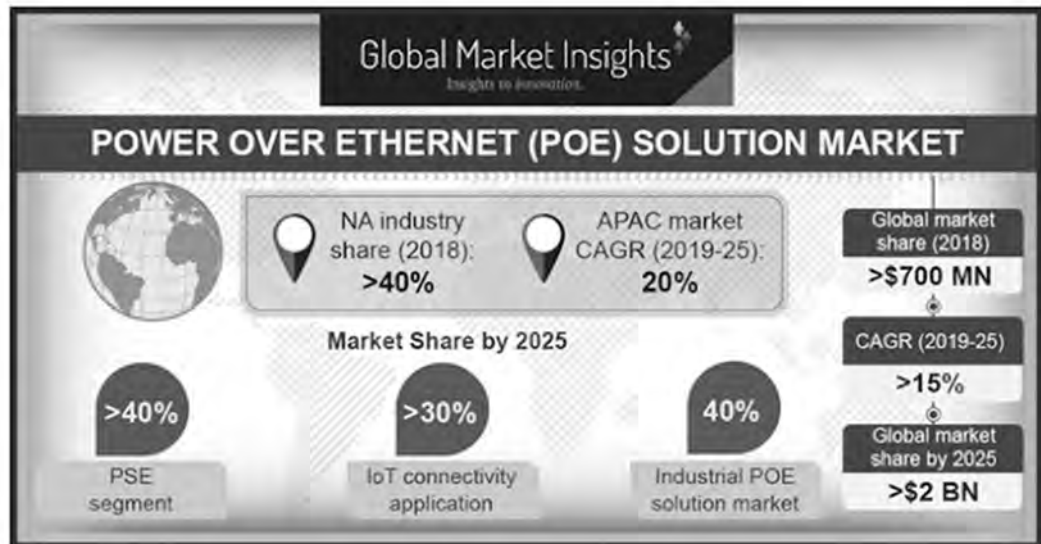 Global Market Insights
Insights to innovation.
POWER OVER ETHERNET (POE) SOLUTION MARKET
NA industry
share (2018):
>40%
APAC market
CAGR (2019-25):
20%
Global market
share (2018)
>$700 MN
CAGR (2019-25)
>15%
Global market
share by 2025
>$2 BN
Market Share by 2025
>40%
PSE
segment
>30%
IoT connectivity
application
40%
Industrial POE
solution market